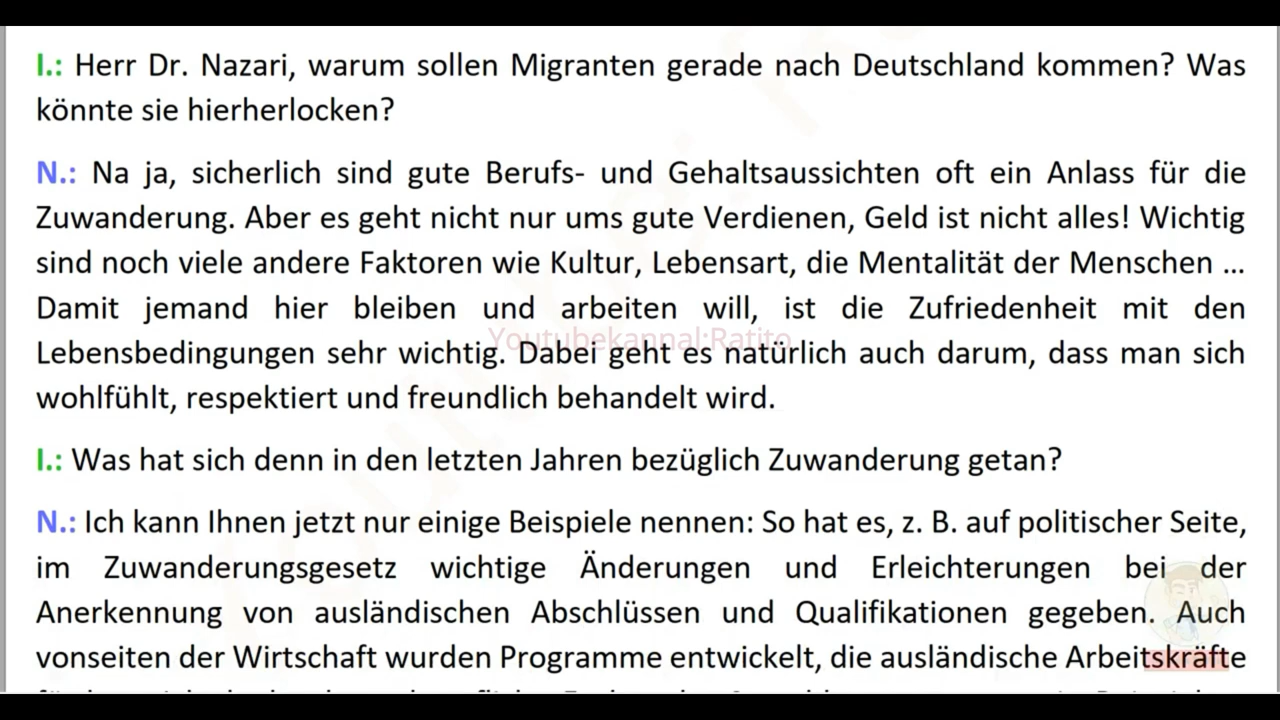 I.: Herr Dr. Nazari, warum sollen Migranten gerade nach Deutschland kommen? Was
könnte sie hierherlocken?
N.: Na ja, sicherlich sind gute Berufs- und Gehaltsaussichten oft ein Anlass für die
Zuwanderung. Aber es geht nicht nur ums gute Verdienen, Geld ist nicht alles! Wichtig
sind noch viele andere Faktoren wie Kultur, Lebensart, die Mentalität der Menschen ...
Damit jemand hier bleiben und arbeiten will, ist die Zufriedenheit mit den
Youtubekannal:Ratito
Lebensbedingungen sehr wichtig. Dabei geht es natürlich auch darum, dass man sich
wohlfühlt, respektiert und freundlich behandelt wird.
I.: Was hat sich denn in den letzten Jahren bezüglich Zuwanderung getan?
N.: Ich kann Ihnen jetzt nur einige Beispiele nennen: So hat es, z. B. auf politischer Seite,
im Zuwanderungsgesetz wichtige Änderungen und Erleichterungen bei der
Anerkennung von ausländischen Abschlüssen und Qualifikationen gegeben. Auch
vonseiten der Wirtschaft wurden Programme entwickelt, die ausländische Arbeitskräfte